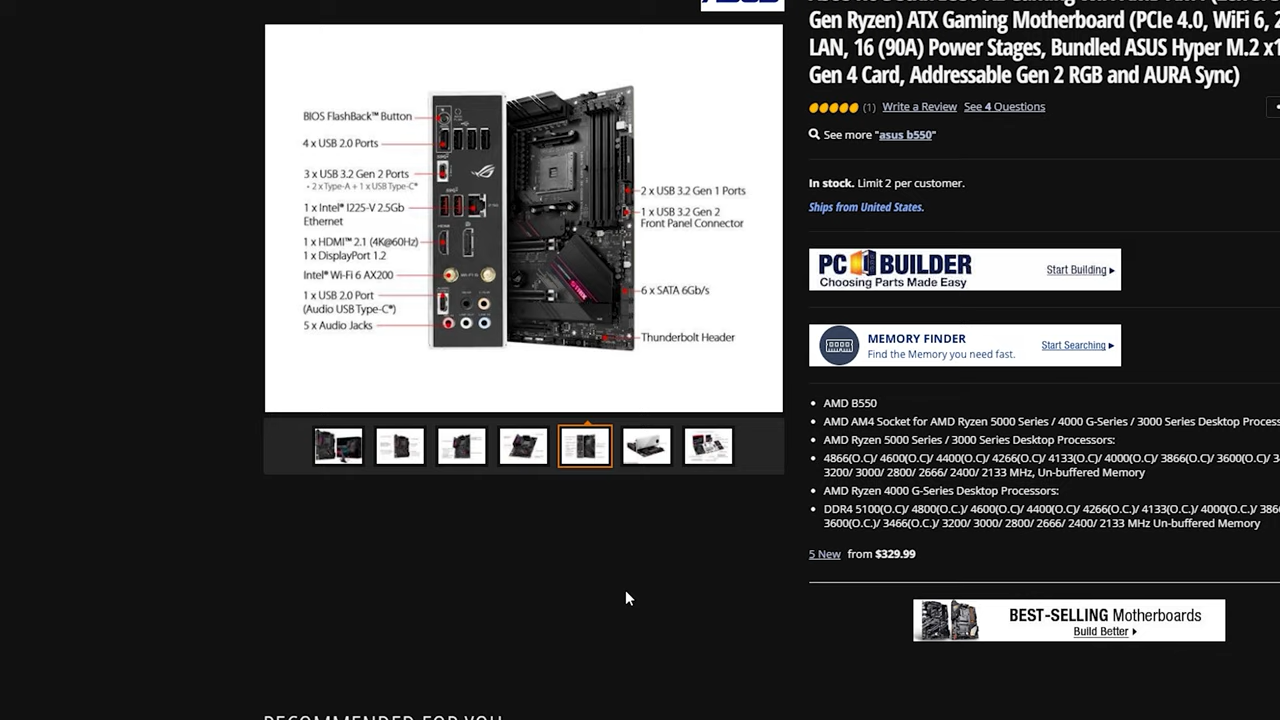 Gen Ryzen) ATX Gaming Motherboard (PCIe 4.0, WiFi 6, 2
LAN, 16 (90A) Power Stages, Bundled ASUS Hyper M.2 x1
Gen 4 Card, Addressable Gen 2 RGB and AURA Sync)
(1) Write a Review See 4 Questions
See more "asus b550"
In stock. Limit 2 per customer.
Ships from United States.
PC BUILDER
Choosing Parts Made Easy
Start Building
MEMORY FINDER
Find the Memory you need fast.
Start Searching
AMD B550
AMD AM4 Socket for AMD Ryzen 5000 Series / 4000 G-Series / 3000 Series Desktop Process
AMD Ryzen 5000 Series / 3000 Series Desktop Processors:
4866(O.C)/ 4600(O.C)/ 4400(O.C)/ 4266(O.C)/ 4133(O.C)/ 4000(O.C)/ 3866(O.C)/ 3600(O.C)/ 3
3200/ 3000/ 2800/ 2666/ 2400/ 2133 MHz, Un-buffered Memory
AMD Ryzen 4000 G-Series Desktop Processors:
DDR4 5100(O.C)/ 4800(O.C.)/ 4600(O.C)/ 4400(O.C)/ 4266(O.C.)/ 4133(O.C.)/ 4000(O.C.)/ 386
3600(O.C.)/ 3466(O.C.)/ 3200/ 3000/ 2800/ 2666/ 2400/ 2133 MHz Un-buffered Memory
5 New from $329.99
BEST-SELLING Motherboards
Build Better
BIOS FlashBack™ Button
4 x USB 2.0 Ports
3 x USB 3.2 Gen 2 Ports
• 2 x Type-A + 1 x USB Type-C®
1 x Intel® I225-V 2.5Gb
Ethernet
1 x HDMI™ 2.1 (4K@60Hz)
1 x DisplayPort 1.2
Intel® Wi-Fi 6 AX200
1 x USB 2.0 Port
(Audio USB Type-C®)
5 x Audio Jacks
2 x USB 3.2 Gen 1 Ports
1 x USB 3.2 Gen 2
Front Panel Connector
6 x SATA 6Gb/s
Thunderbolt Header
STRIX